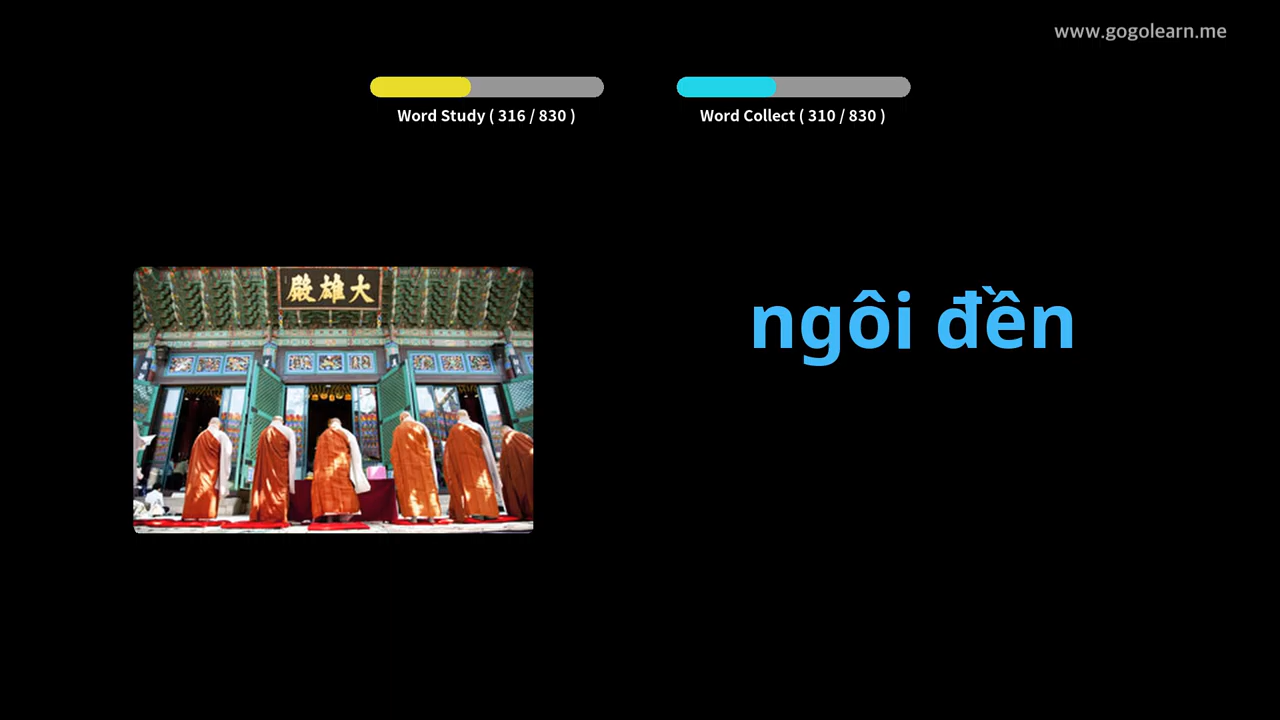 www.gogolearn.me
Word Study ( 316 / 830 )
Word Collect ( 310 / 830 )
殿雄大
ngôi đền